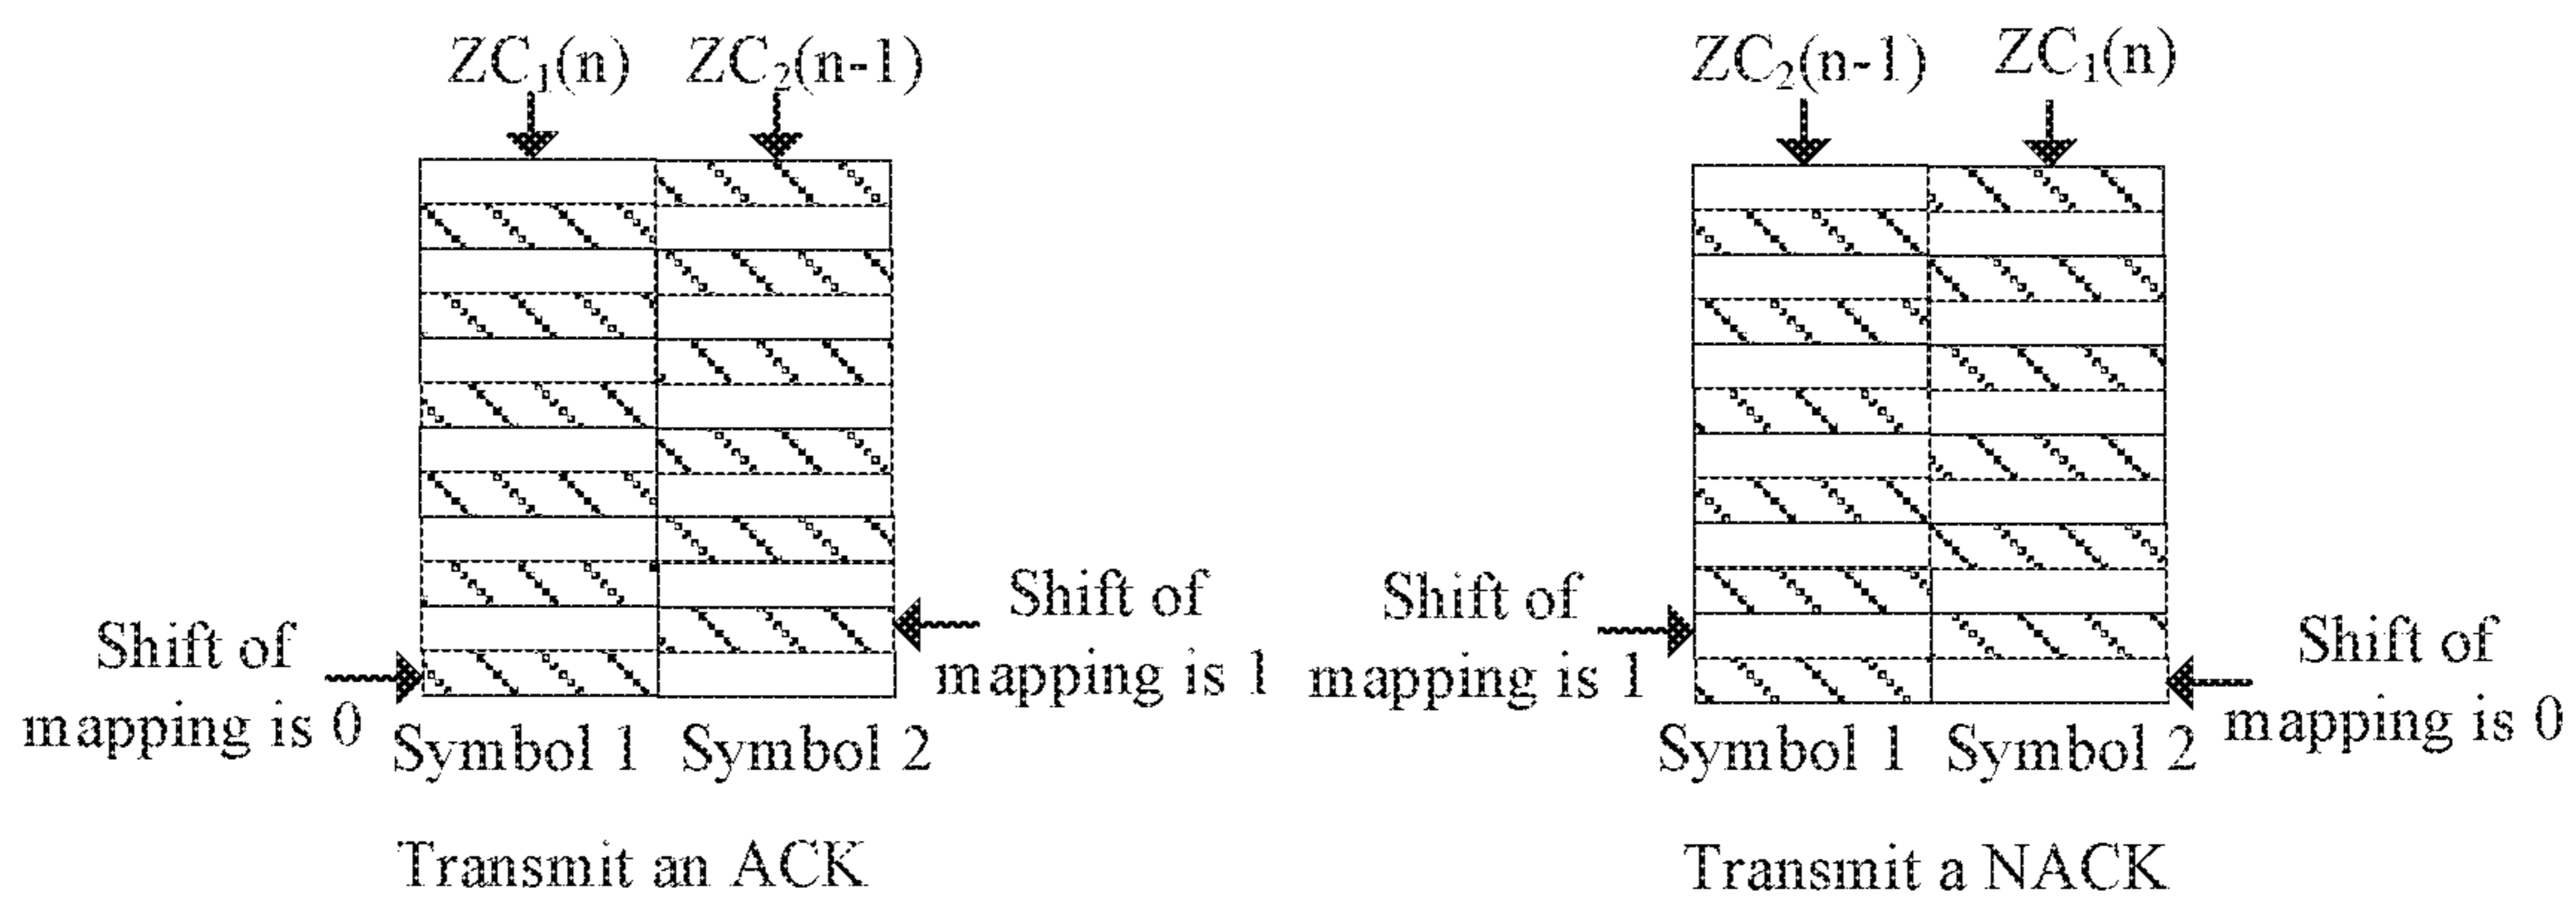 ZC₁(n) ZC₂(n-1)
ZC₂(n-1) ZC₁(n)
Shift of
mapping is 0
Shift of
mapping is 1
Symbol 1 Symbol 2
Transmit an ACK
Shift of
mapping is 1
Shift of
mapping is 0
Symbol 1 Symbol 2
Transmit a NACK